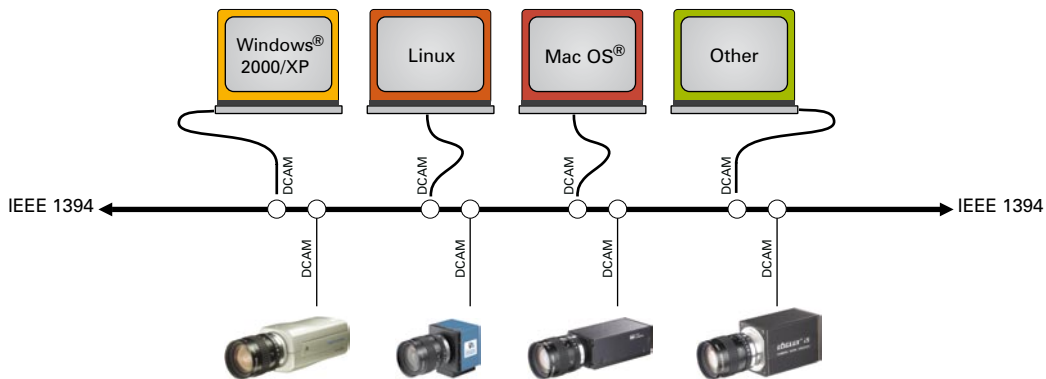 Windows®
2000/XP
Linux
Mac OS®
Other
DCAM
DCAM
DCAM
DCAM
IEEE 1394
IEEE 1394
DCAM
DCAM
DCAM
DCAM